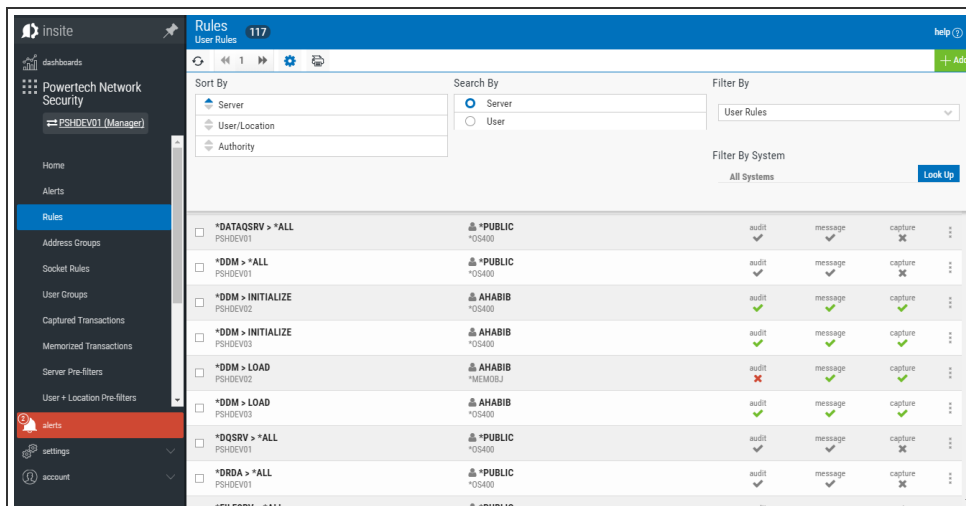 insite
dashboards
Powertech Network
Security
PSHDEV01 (Manager)
Home
Alerts
Rules
Address Groups
Socket Rules
User Groups
Captured Transactions
Memorized Transactions
Server Pre-filters
User + Location Pre-filters
2
alerts
settings
account
Rules 117
User Rules
help ?
1
+ Add
Sort By
Server
User/Location
Authority
Search By
Server
User
Filter By
User Rules
Filter By System
All Systems
Look Up
*DATAQSRV > *ALL *PUBLIC audit message capture
PSHDEV01 *OS400
*DDM > *ALL *PUBLIC audit message capture
PSHDEV01 *OS400
*DDM > INITIALIZE AHABIB audit message capture
PSHDEV02 *OS400
*DDM > INITIALIZE AHABIB audit message capture
PSHDEV03 *OS400
*DDM > LOAD AHABIB audit message capture
PSHDEV02 *MEMOBJ
*DDM > LOAD AHABIB audit message capture
PSHDEV03 *OS400
*DQSRV > *ALL *PUBLIC audit message capture
PSHDEV01 *OS400
*DRDA > *ALL *PUBLIC audit message capture
PSHDEV01 *OS400